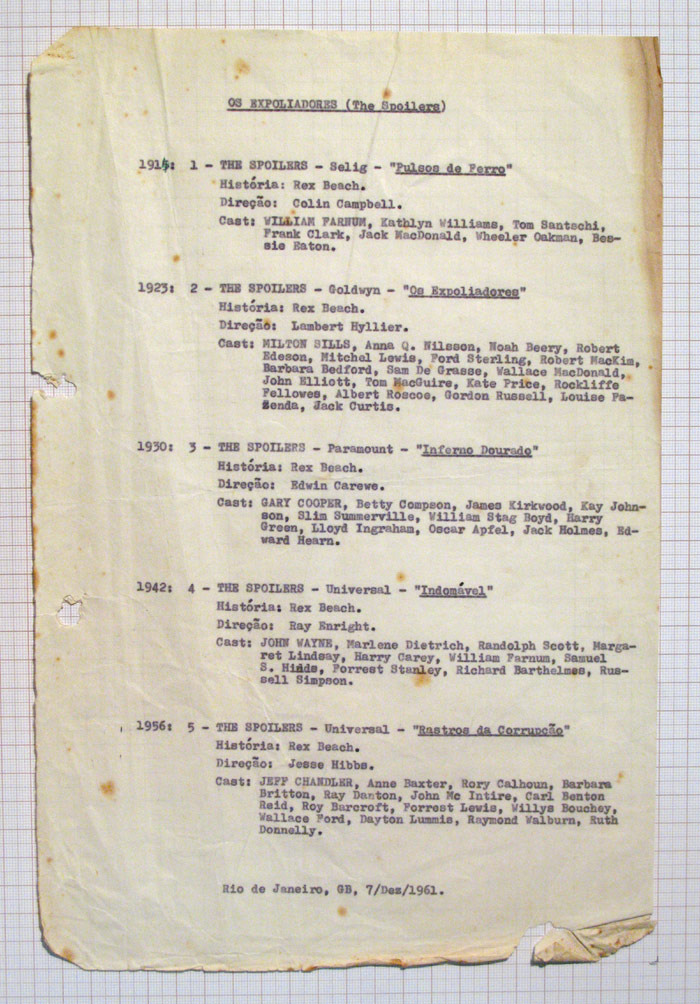 OS EXPOLIADORES (The Spoilers)
1914: 1 - THE SPOILERS - Selig - "Pulsos de Ferro"
História: Rex Beach.
Direção: Colin Campbell.
Cast: WILLIAM FARNUM, Kathlyn Williams, Tom Santschi,
Frank Clark, Jack MacDonald, Wheeler Oakman, Bes-
sie Eaton.
1923: 2 - THE SPOILERS - Goldwyn - "Os Expoliadores"
História: Rex Beach.
Direção: Lambert Hyllier.
Cast: MILTON SILLS, Anna Q. Nilsson, Noah Beery, Robert
Edeson, Mitchel Lewis, Ford Sterling, Robert MacKim,
Barbara Bedford, Sam De Grasse, Wallace MacDonald,
John Elliott, Tom MacGuire, Kate Price, Rockliffe
Fellowes, Albert Roscoe, Gordon Russell, Louise Fa-
zenda, Jack Curtis.
1930: 3 - THE SPOILERS - Paramount - "Inferno Dourado"
História: Rex Beach.
Direção: Edwin Carewe.
Cast: GARY COOPER, Betty Compson, James Kirkwood, Kay John-
son, Slim Summerville, William Stag Boyd, Harry
Green, Lloyd Ingraham, Oscar Apfel, Jack Holmes, Ed-
ward Hearn.
1942: 4 - THE SPOILERS - Universal - "Indomável"
História: Rex Beach.
Direção: Ray Enright.
Cast: JOHN WAYNE, Marlene Dietrich, Randolph Scott, Marga-
ret Lindsay, Harry Carey, William Farnum, Samuel
S. Hinds, Forrest Stanley, Richard Barthelmes, Rus-
sell Simpson.
1956: 5 - THE SPOILERS - Universal - "Rastros da Corrupção"
História: Rex Beach.
Direção: Jesse Hibbs.
Cast: JEFF CHANDLER, Anne Baxter, Rory Calhoun, Barbara
Britton, Ray Danton, John Mc Intire, Carl Benton
Reid, Roy Barcroft, Forrest Lewis, Willys Bouchey,
Wallace Ford, Dayton Lummis, Raymond Walburn, Ruth
Donnelly.
Rio de Janeiro, GB, 7/Dez/1961.